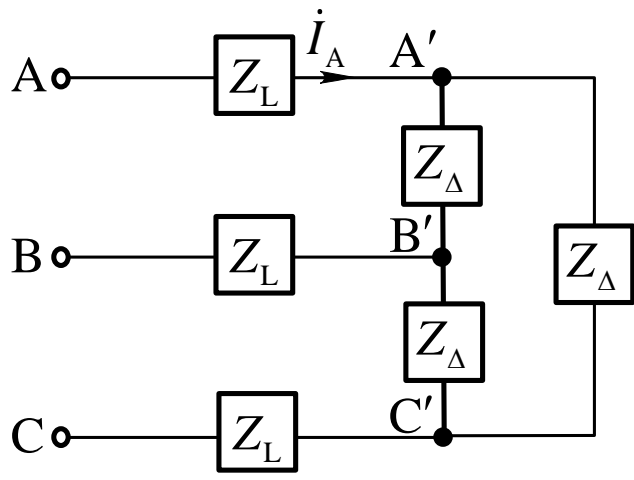 A Z_L İ_A A′
Z_Δ
B Z_L B′ Z_Δ
Z_Δ
C Z_L C′